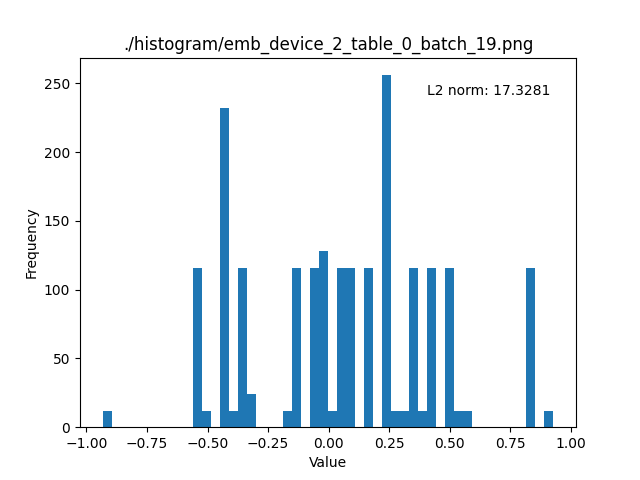 ./histogram/emb_device_2_table_0_batch_19.png
L2 norm: 17.3281
Frequency
250
200
150
100
50
0
−1.00 −0.75 −0.50 −0.25 0.00 0.25 0.50 0.75 1.00
Value